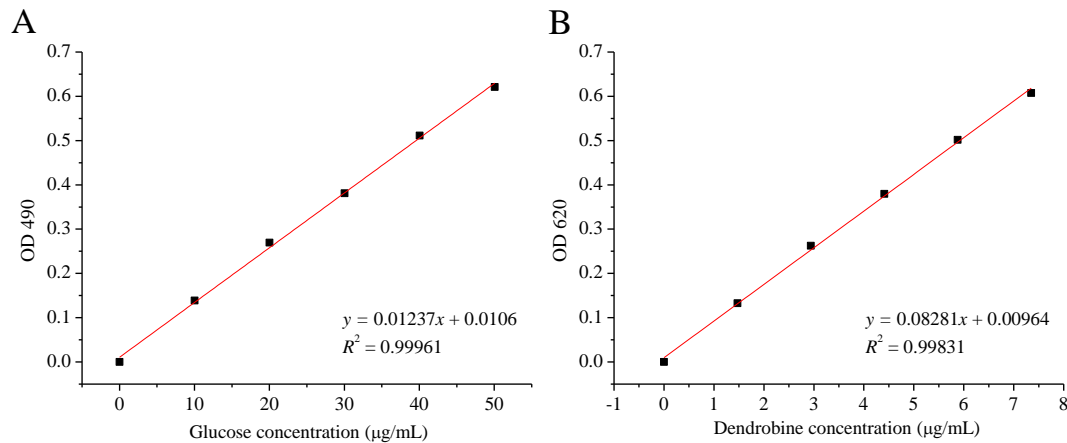 A
0.7
0.6
0.5
0.4
0.3
0.2
0.1
0.0
OD 490
y = 0.01237x + 0.0106
R² = 0.99961
0 10 20 30 40 50
Glucose concentration (μg/mL)
B
0.7
0.6
0.5
0.4
0.3
0.2
0.1
0.0
OD 620
y = 0.08281x + 0.00964
R² = 0.99831
-1 0 1 2 3 4 5 6 7 8
Dendrobine concentration (μg/mL)